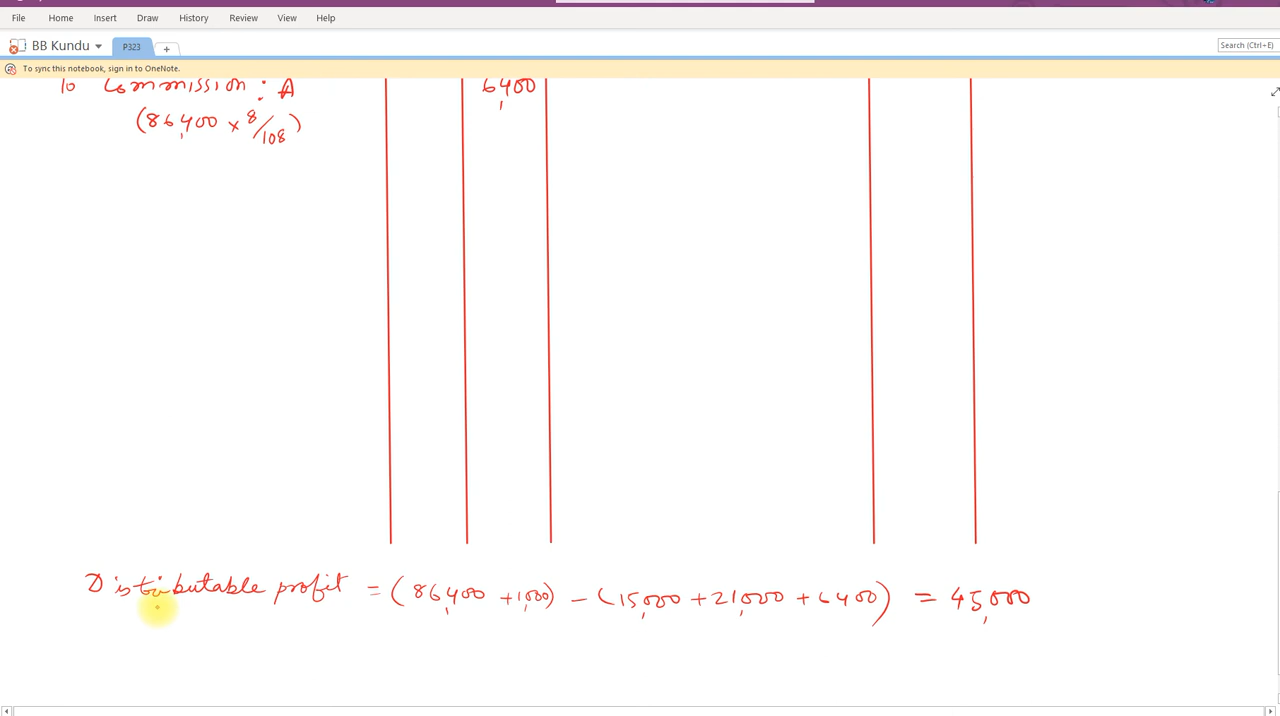 File Home Insert Draw History Review View Help
BB Kundu P323 + Search (Ctrl+E)
To sync this notebook, sign in to OneNote.
To Commission : A 6,400
(86,400 × 8/108)
Distributable profit = (86,400 + 1,000) - (15,000 + 21,000 + 6400) = 45,000